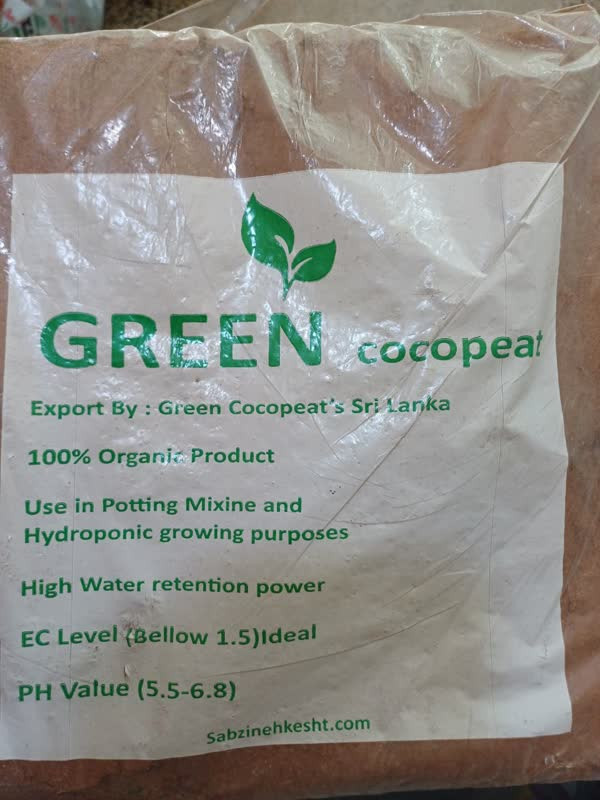 GREEN cocopeat
Export By : Green Cocopeat's Sri Lanka
100% Organic Product
Use in Potting Mixine and
Hydroponic growing purposes
High Water retention power
EC Level (Bellow 1.5)Ideal
PH Value (5.5-6.8)
Sabzinehkesht.com